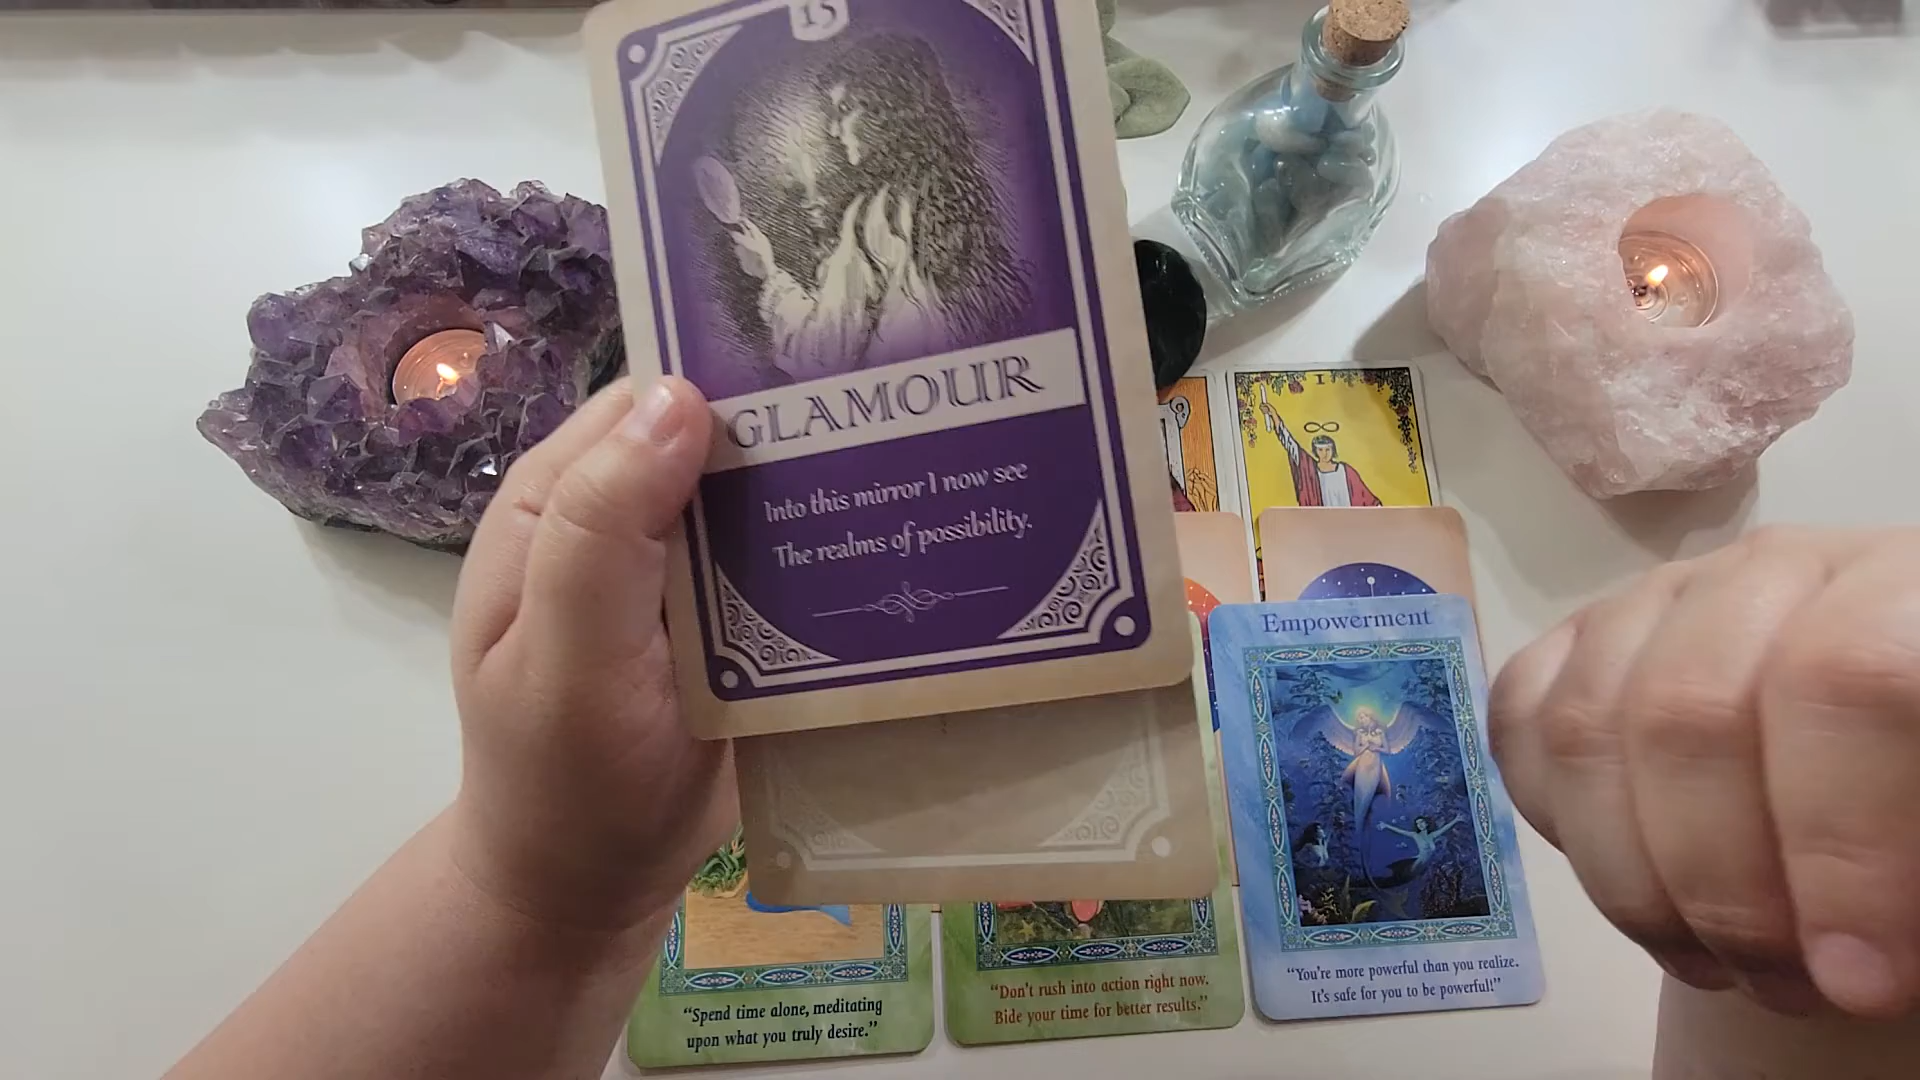 15
GLAMOUR
Into this mirror I now see
The realms of possibility.
I
Empowerment
“You're more powerful than you realize.
It's safe for you to be powerful!”
“Don't rush into action right now.
Bide your time for better results.”
“Spend time alone, meditating
upon what you truly desire.”